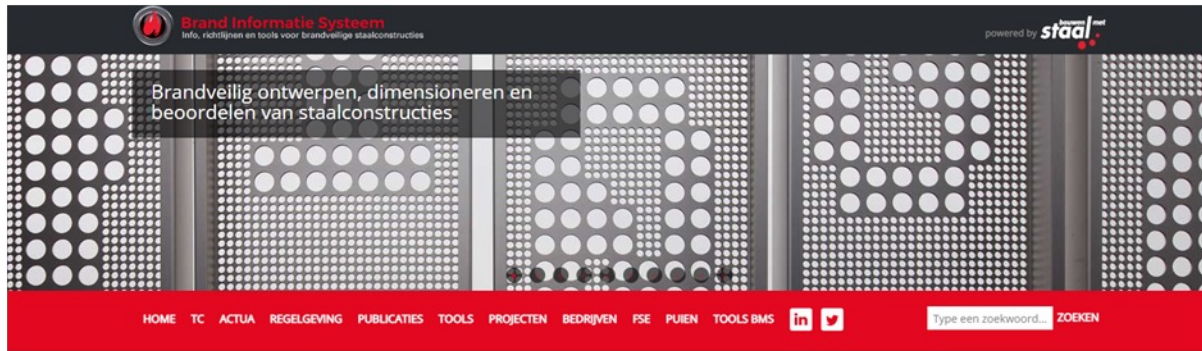 Brand Informatie Systeem
Info, richtlijnen en tools voor brandveilige staalconstructies
powered by bouwen met staal
Brandveilig ontwerpen, dimensioneren en
beoordelen van staalconstructies
HOME TC ACTUA REGELGEVING PUBLICATIES TOOLS PROJECTEN BEDRIJVEN FSE PUIEN TOOLS BMS in
Type een zoekwoord... ZOEKEN